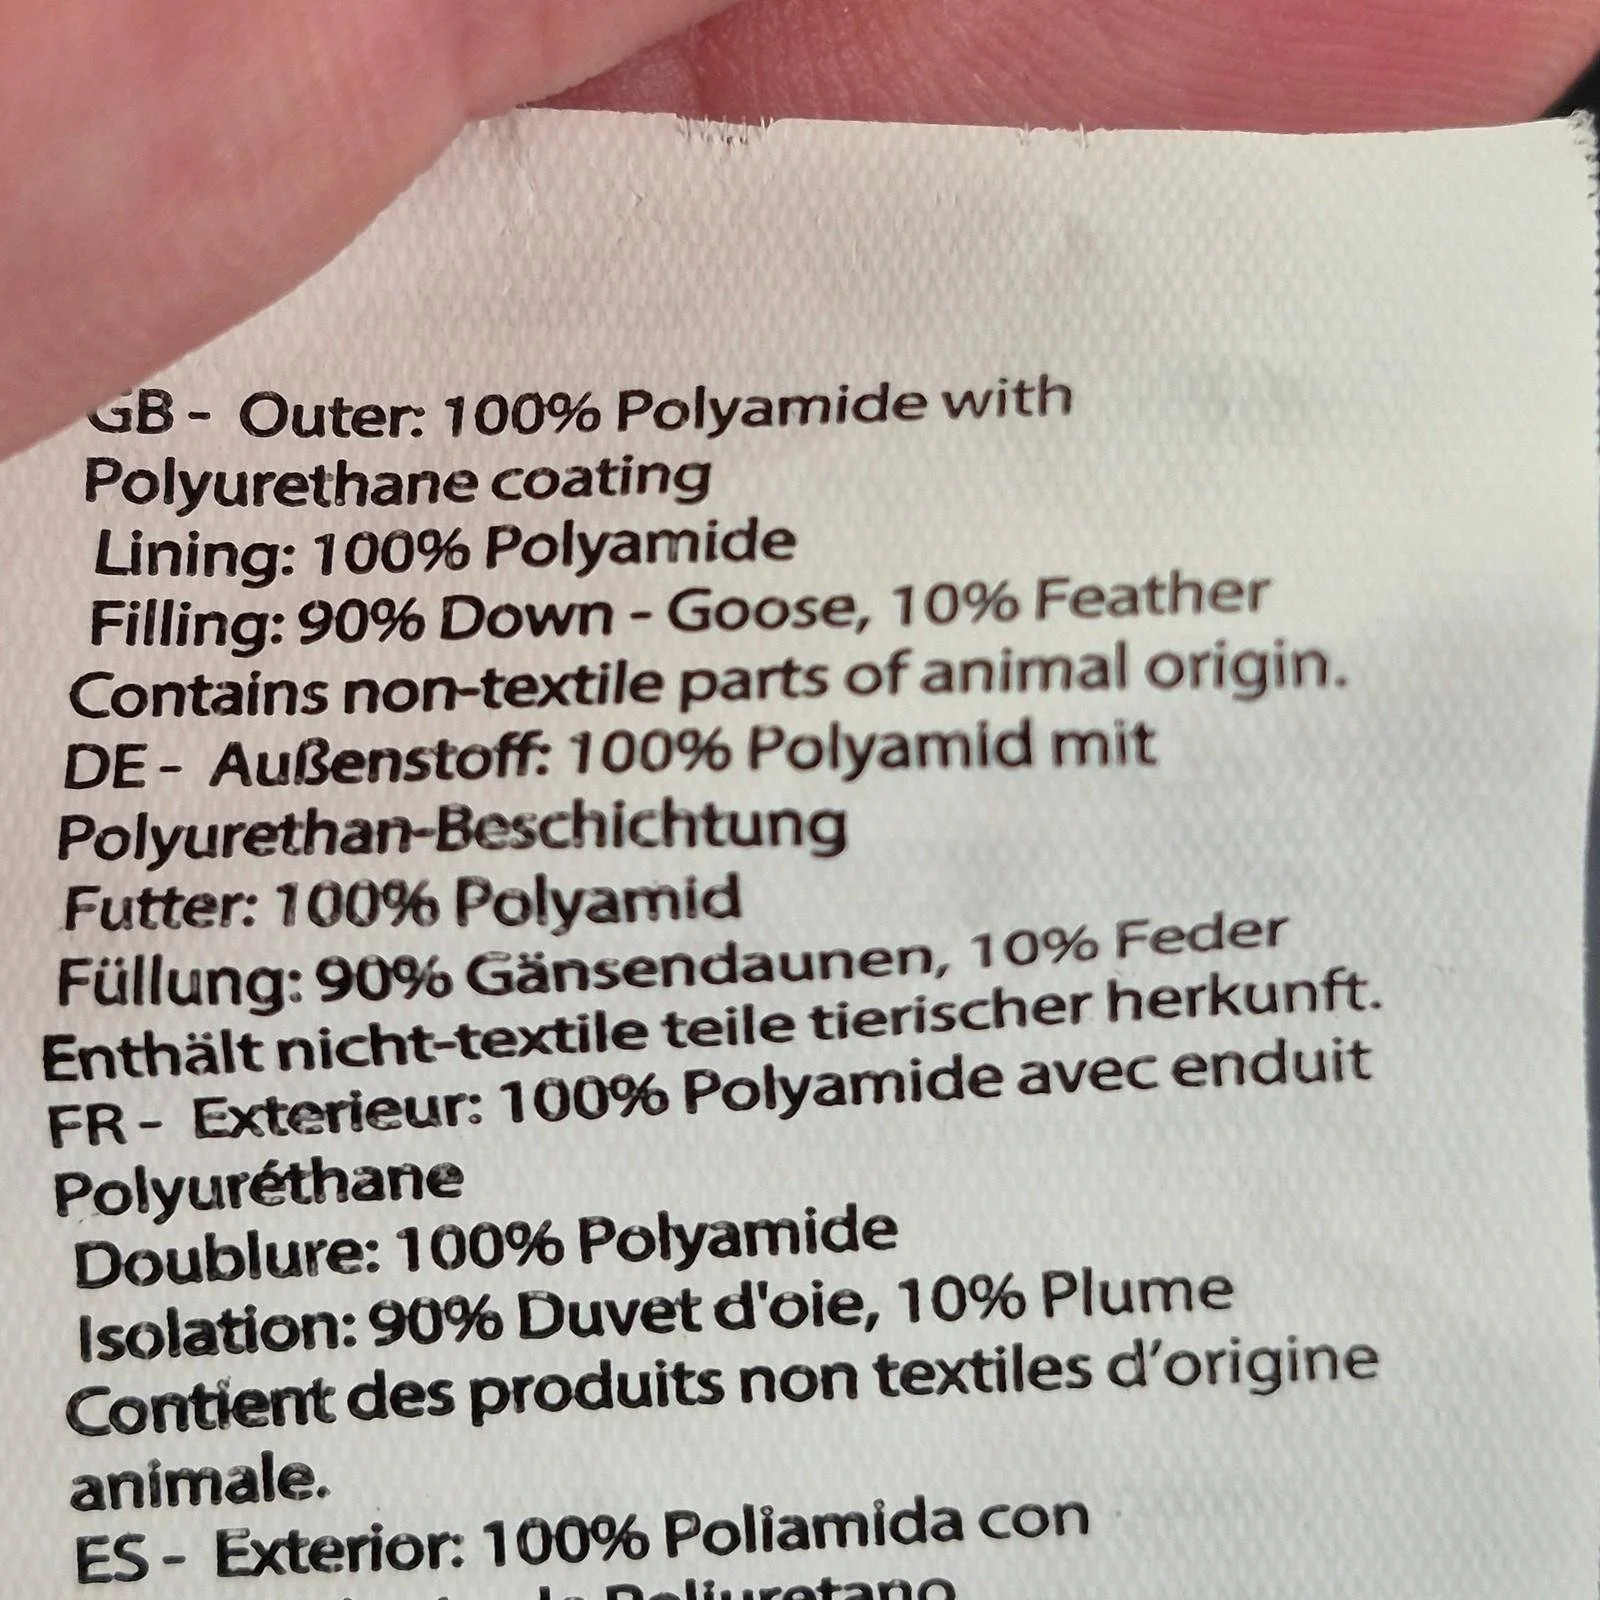 GB - Outer: 100% Polyamide with
Polyurethane coating
Lining: 100% Polyamide
Filling: 90% Down - Goose, 10% Feather
Contains non-textile parts of animal origin.
DE - Außenstoff: 100% Polyamid mit
Polyurethan-Beschichtung
Futter: 100% Polyamid
Füllung: 90% Gänsendaunen, 10% Feder
Enthält nicht-textile teile tierischer herkunft.
FR - Exterieur: 100% Polyamide avec enduit
Polyuréthane
Doublure: 100% Polyamide
Isolation: 90% Duvet d'oie, 10% Plume
Contient des produits non textiles d’origine
animale.
ES - Exterior: 100% Poliamida con
de Poliuretano